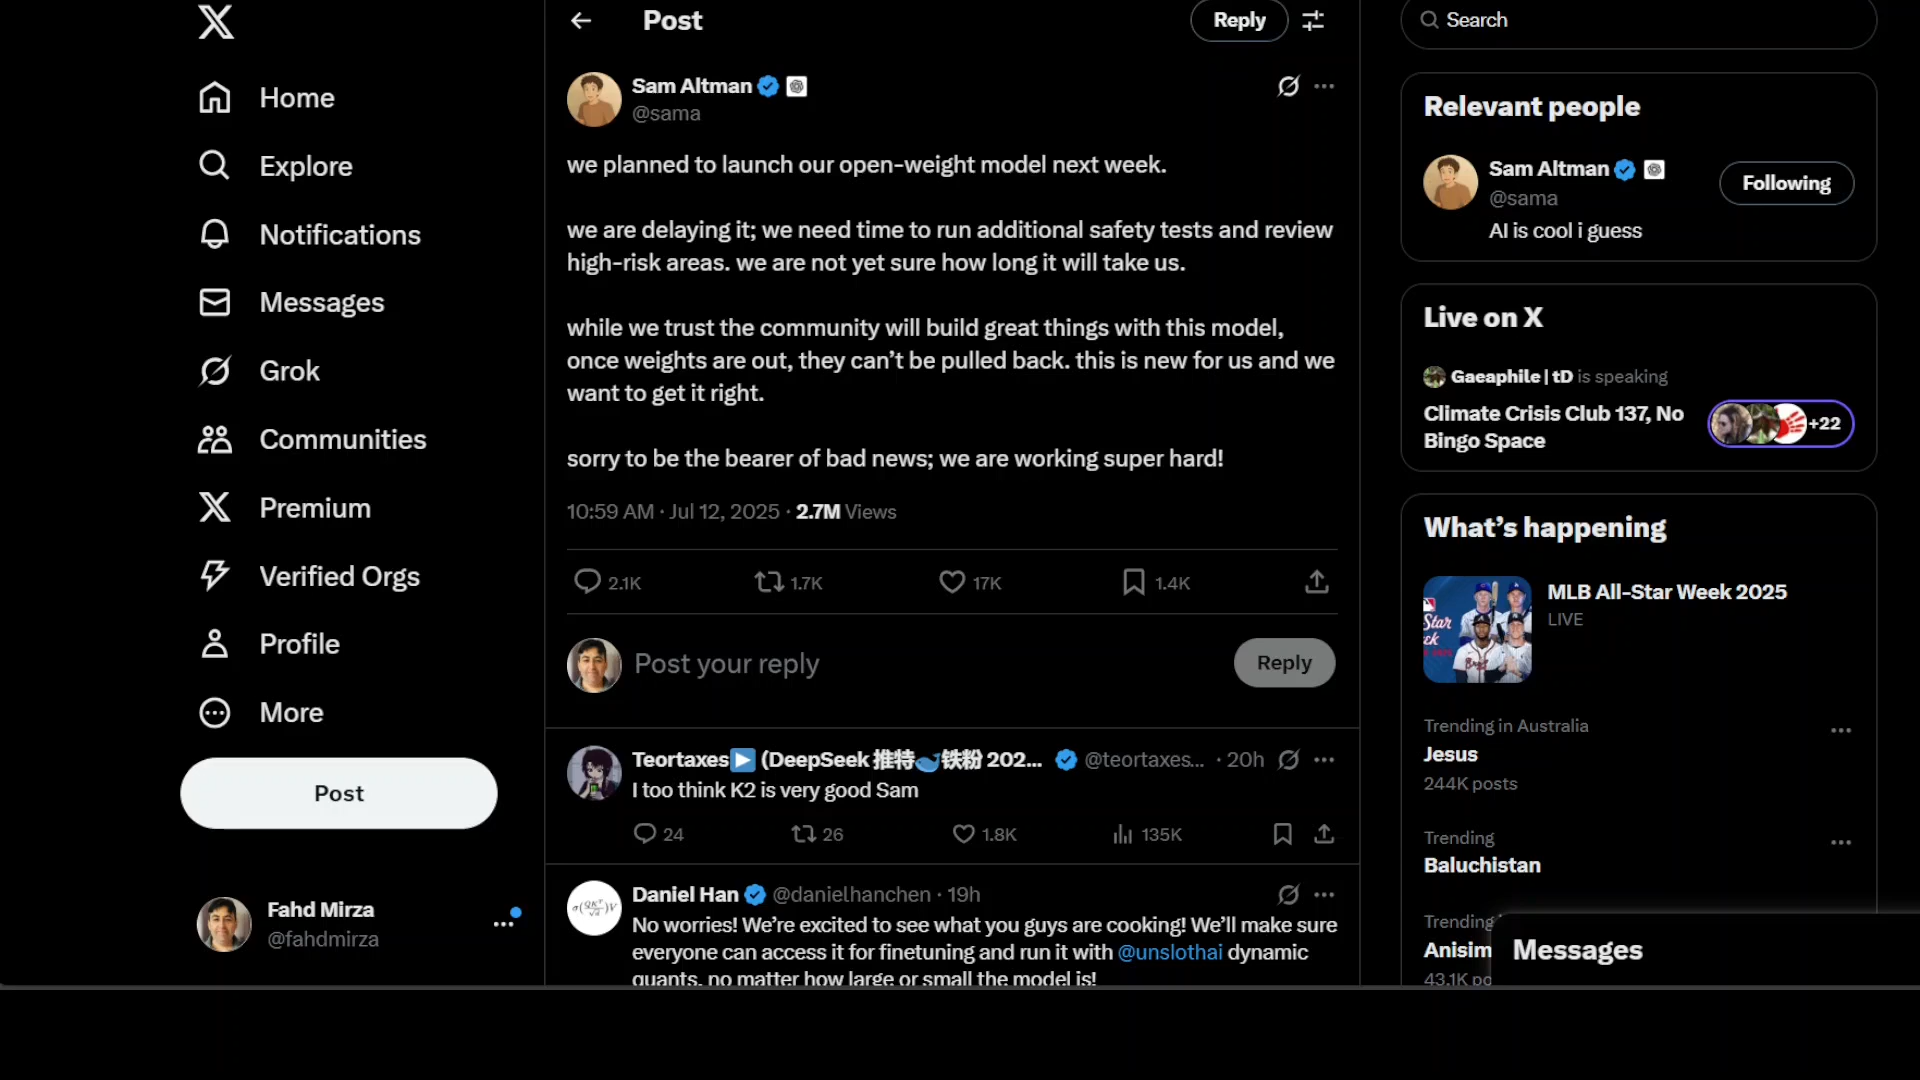 Home
Explore
Notifications
Messages
Grok
Communities
Premium
Verified Orgs
Profile
More
Post
Fahd Mirza
@fahdmirza
Post
Reply
Sam Altman
@sama
we planned to launch our open-weight model next week.
we are delaying it; we need time to run additional safety tests and review
high-risk areas. we are not yet sure how long it will take us.
while we trust the community will build great things with this model,
once weights are out, they can’t be pulled back. this is new for us and we
want to get it right.
sorry to be the bearer of bad news; we are working super hard!
10:59 AM · Jul 12, 2025 · 2.7M Views
2.1K 1.7K 17K 1.4K
Post your reply
Reply
Teortaxes▶️ (DeepSeek 推特🐋铁粉 202... @teortaxes... · 20h
I too think K2 is very good Sam
24 26 1.8K 135K
Daniel Han @danielhanchen · 19h
No worries! We’re excited to see what you guys are cooking! We’ll make sure
everyone can access it for finetuning and run it with @unslothai dynamic
quants, no matter how large or small the model is!
Search
Relevant people
Sam Altman
@sama
Following
AI is cool i guess
Live on X
Gaeaphile | tD is speaking
Climate Crisis Club 137, No
Bingo Space
+22
What’s happening
MLB All-Star Week 2025
LIVE
Trending in Australia
Jesus
244K posts
Trending
Baluchistan
Trending
Anisim
43.1K po
Messages